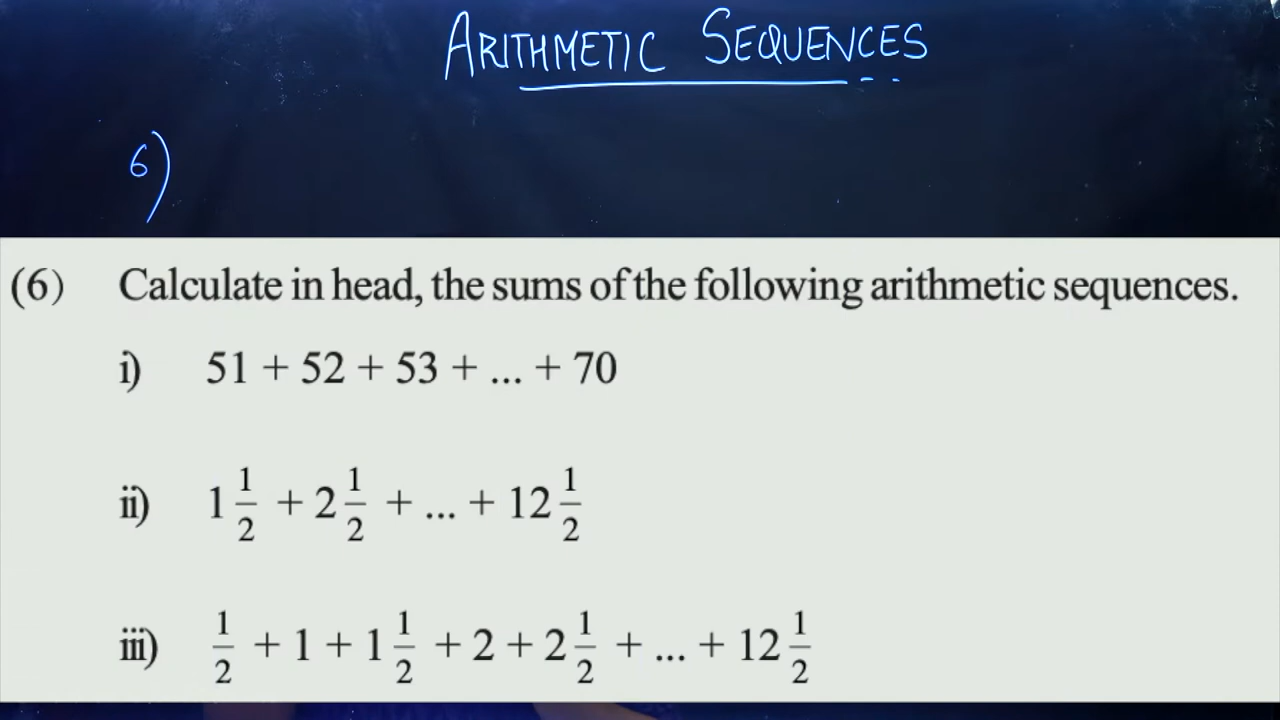 ARITHMETIC SEQUENCES
6)
(6) Calculate in head, the sums of the following arithmetic sequences.
i) 51 + 52 + 53 + ... + 70
ii) 1 1/2 + 2 1/2 + ... + 12 1/2
iii) 1/2 + 1 + 1 1/2 + 2 + 2 1/2 + ... + 12 1/2